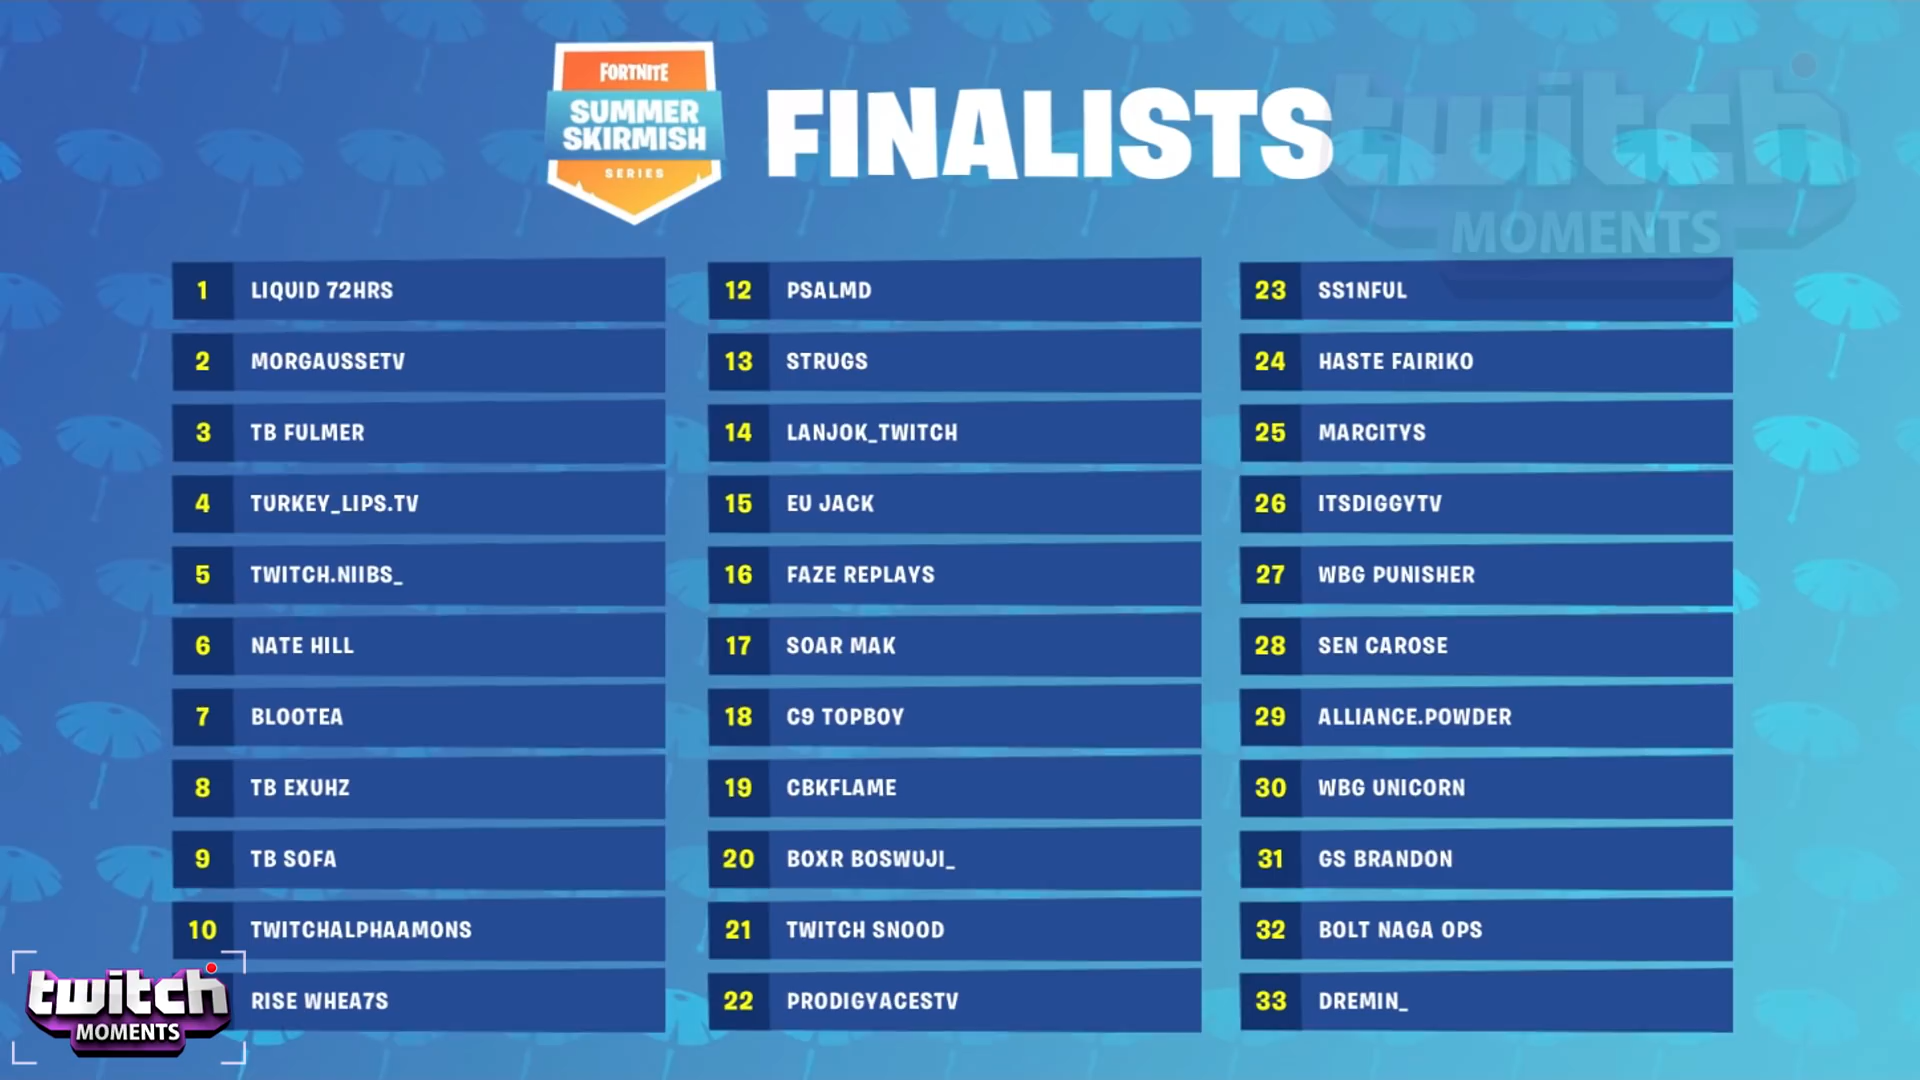 FORTNITE
SUMMER
SKIRMISH
SERIES
FINALISTS
twitch
MOMENTS
1 LIQUID 72HRS
2 MORGAUSSETV
3 TB FULMER
4 TURKEY_LIPS.TV
5 TWITCH.NIIBS_
6 NATE HILL
7 BLOOTEA
8 TB EXUHZ
9 TB SOFA
10 TWITCHALPHAAMONS
RISE WHEA7S
12 PSALMD
13 STRUGS
14 LANJOK_TWITCH
15 EU JACK
16 FAZE REPLAYS
17 SOAR MAK
18 C9 TOPBOY
19 CBKFLAME
20 BOXR BOSWUJI_
21 TWITCH SNOOD
22 PRODIGYACESTV
23 SS1NFUL
24 HASTE FAIRIKO
25 MARCITYS
26 ITSDIGGYTV
27 WBG PUNISHER
28 SEN CAROSE
29 ALLIANCE.POWDER
30 WBG UNICORN
31 GS BRANDON
32 BOLT NAGA OPS
33 DREMIN_
twitch
MOMENTS